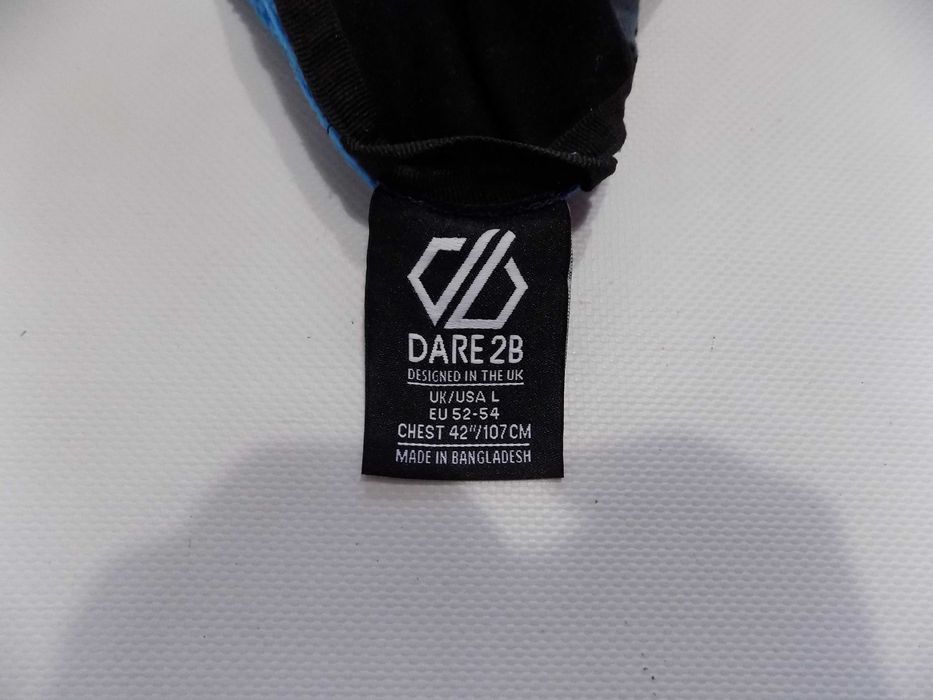 DARE 2B
DESIGNED IN THE UK
UK/USA L
EU 52-54
CHEST 42"/107CM
MADE IN BANGLADESH